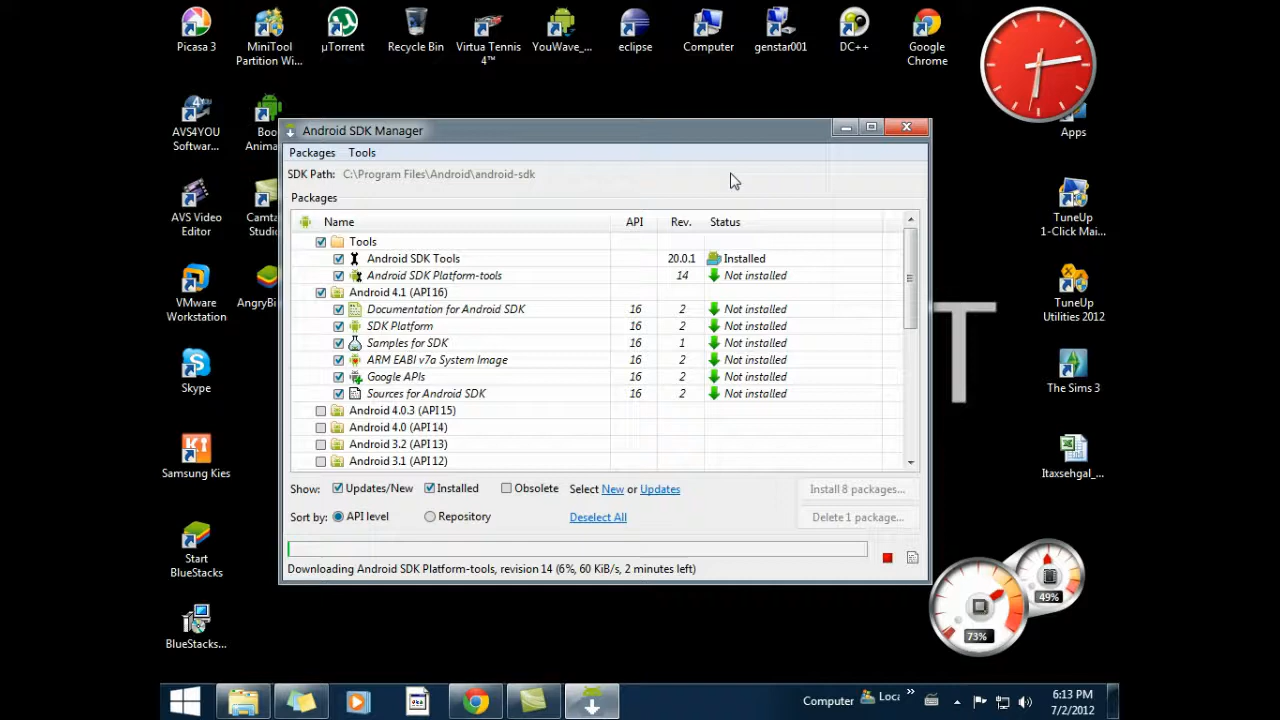 Picasa 3
MiniTool
Partition Wi...
µTorrent
Recycle Bin
Virtua Tennis
4™
YouWave_...
eclipse
Computer
genstar001
DC++
Google
Chrome
AVS4YOU
Softwar...
Boo
Anima
Apps
Android SDK Manager
Packages Tools
SDK Path: C:\Program Files\Android\android-sdk
Packages
Name API Rev. Status
Tools
Android SDK Tools 20.0.1 Installed
Android SDK Platform-tools 14 Not installed
Android 4.1 (API 16)
Documentation for Android SDK 16 2 Not installed
SDK Platform 16 2 Not installed
Samples for SDK 16 1 Not installed
ARM EABI v7a System Image 16 2 Not installed
Google APIs 16 2 Not installed
Sources for Android SDK 16 2 Not installed
Android 4.0.3 (API 15)
Android 4.0 (API 14)
Android 3.2 (API 13)
Android 3.1 (API 12)
Show: Updates/New Installed Obsolete Select New or Updates Install 8 packages...
Sort by: API level Repository Deselect All Delete 1 package...
Downloading Android SDK Platform-tools, revision 14 (6%, 60 KiB/s, 2 minutes left)
AVS Video
Editor
Camta
Studi
TuneUp
1-Click Mai...
VMware
Workstation
AngryBi
TuneUp
Utilities 2012
T
Skype
The Sims 3
Samsung Kies
Itaxsehgal_...
Start
BlueStacks
49%
73%
BlueStacks...
Computer
Loca
»
6:13 PM
7/2/2012